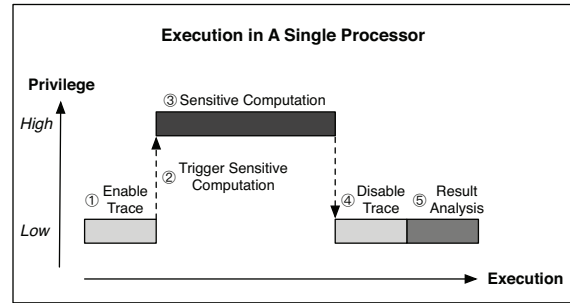 Execution in A Single Processor
Privilege
③ Sensitive Computation
High
② Trigger Sensitive
Computation
① Enable
Trace
④ Disable
Trace
⑤ Result
Analysis
Low
Execution